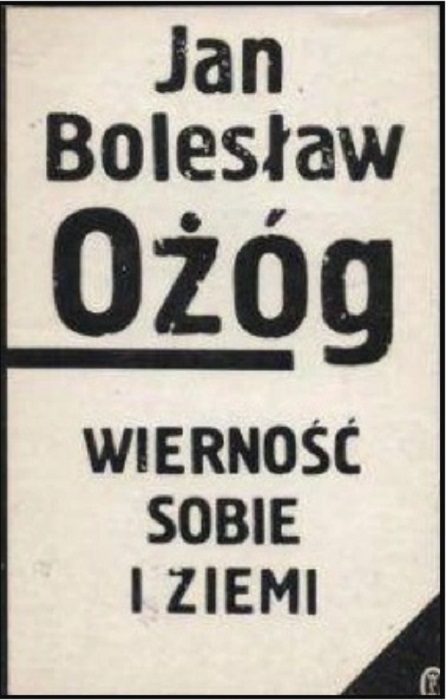 Jan
Bolesław
Ożóg
WIERNOŚĆ
SOBIE
I ZIEMI